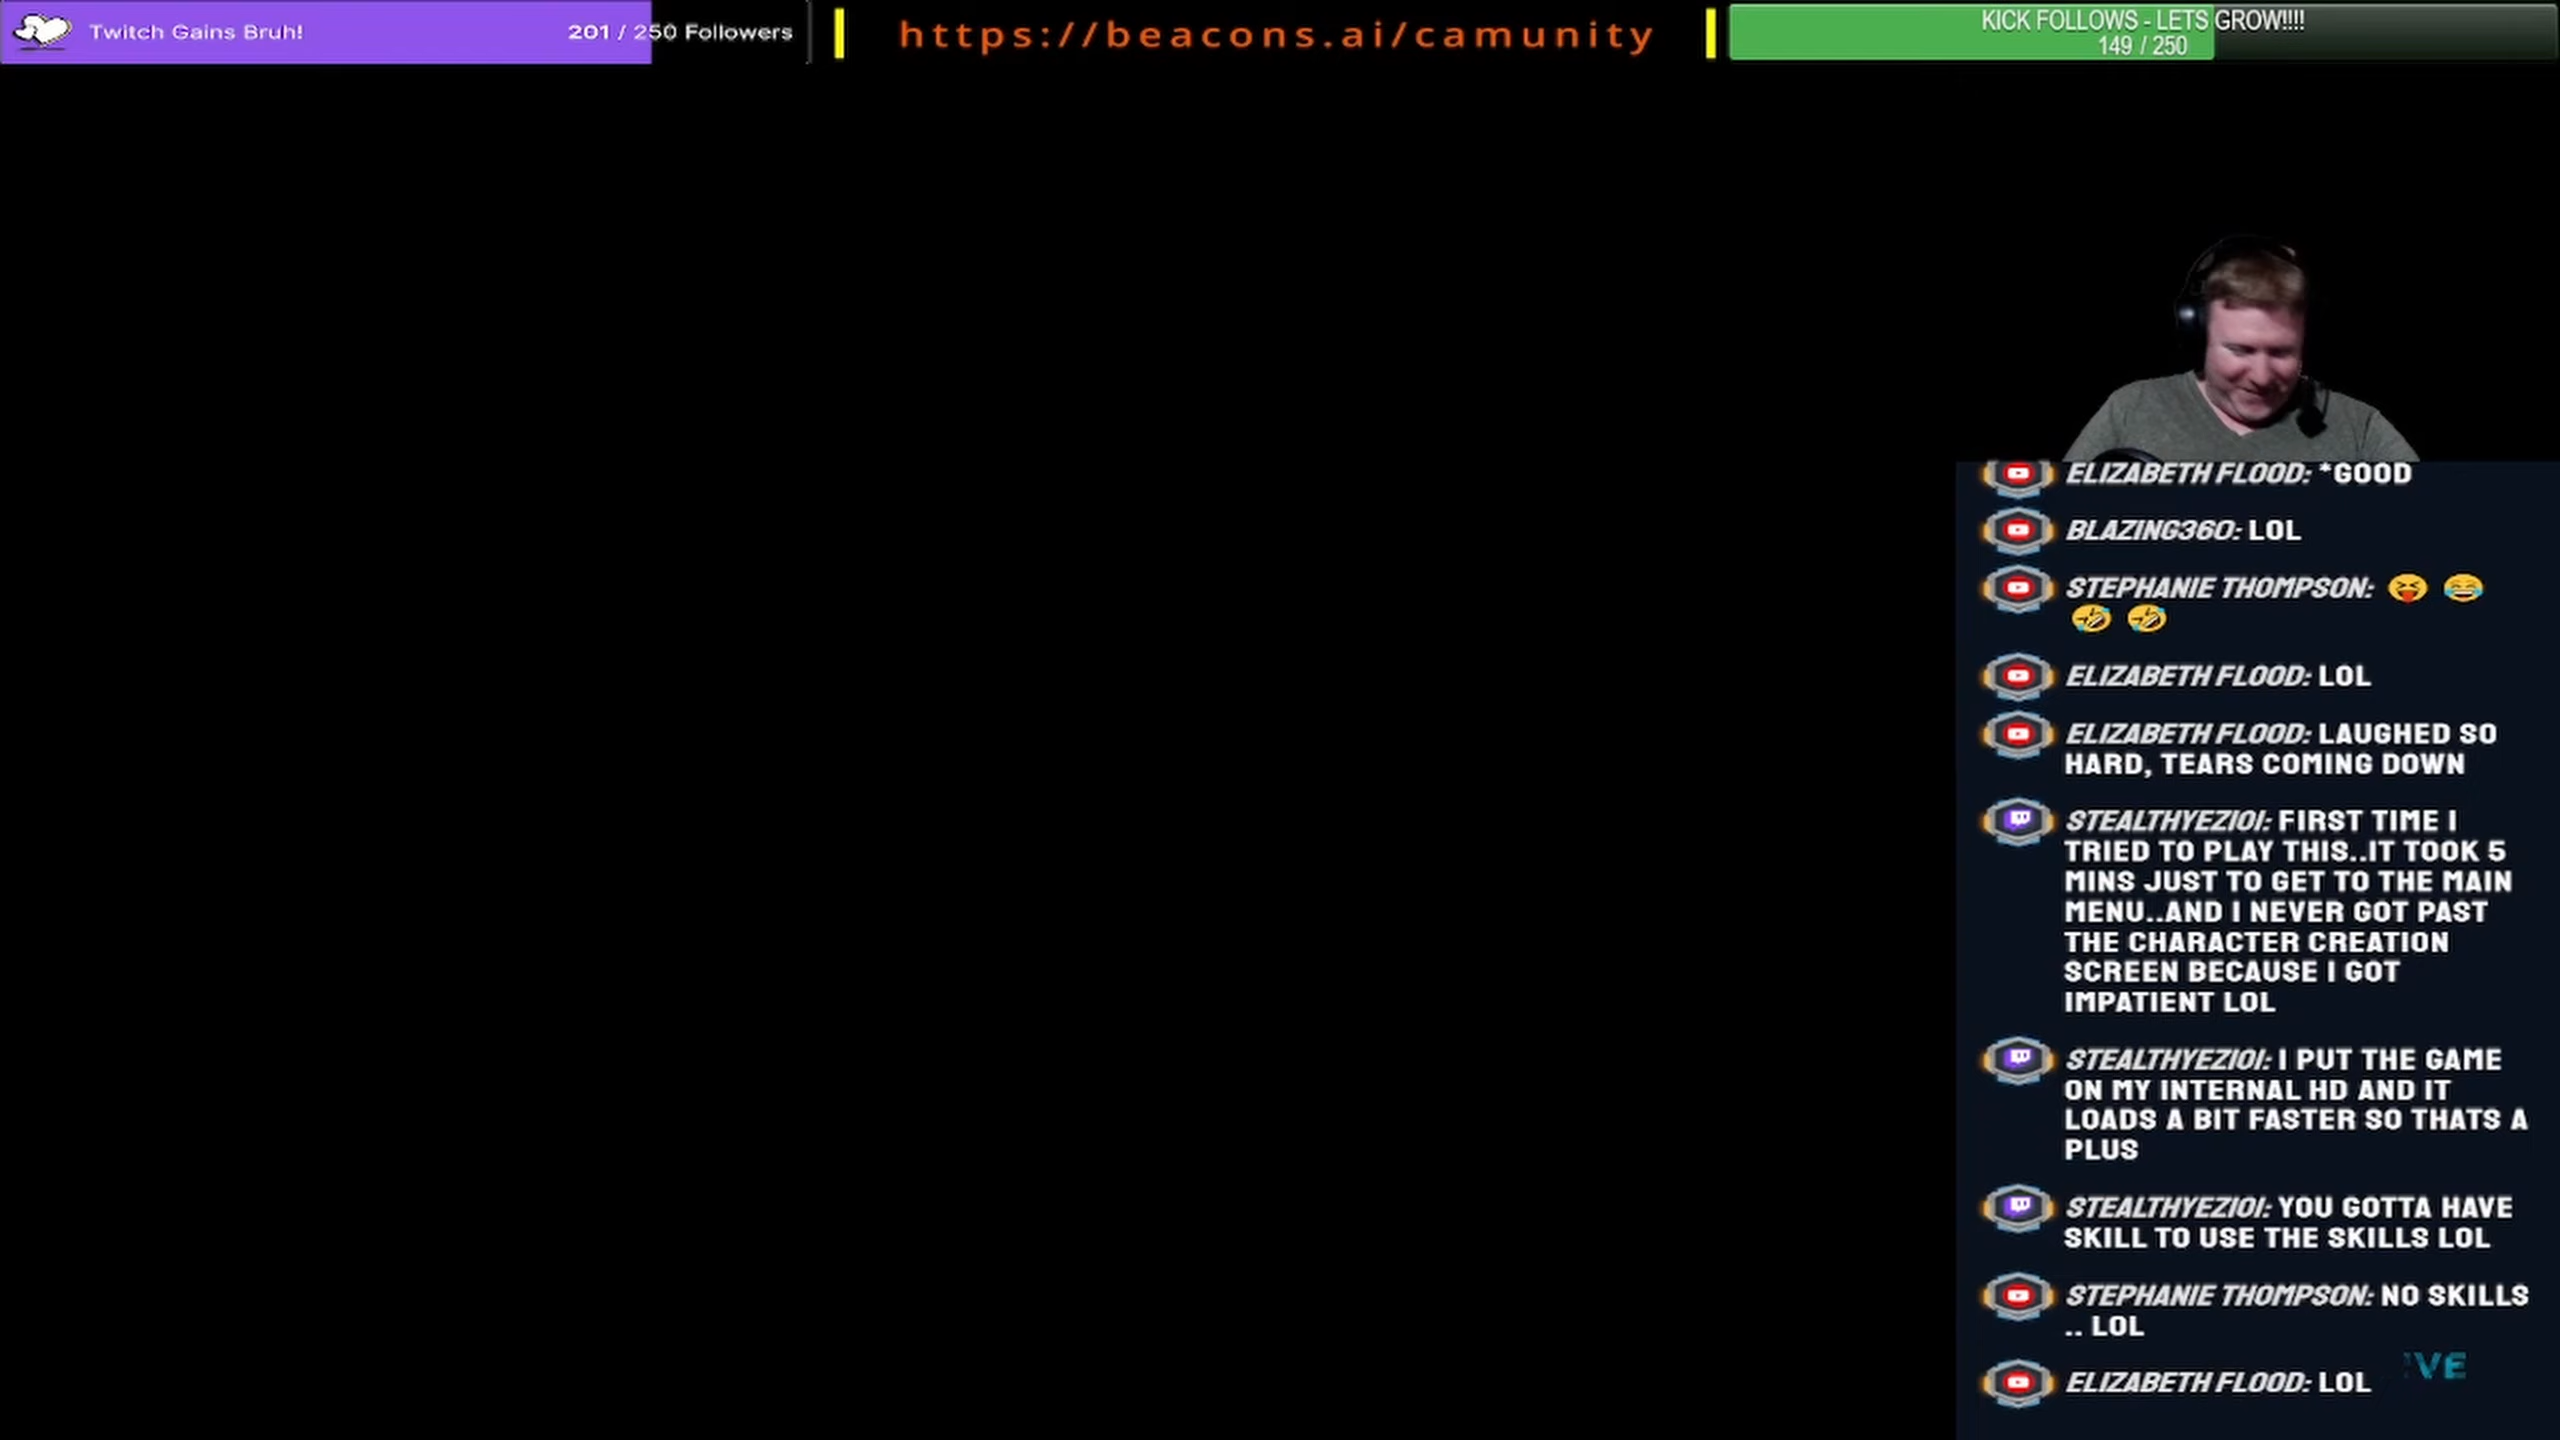 Twitch Gains Bruh!
201 / 250 Followers
https://beacons.ai/camunity
KICK FOLLOWS - LETS GROW!!!!
149 / 250
ELIZABETH FLOOD: *GOOD
BLAZING360: LOL
STEPHANIE THOMPSON: 😝 😂
🤣 🤣
ELIZABETH FLOOD: LOL
ELIZABETH FLOOD: LAUGHED SO
HARD, TEARS COMING DOWN
STEALTHYEZIO1: FIRST TIME I
TRIED TO PLAY THIS..IT TOOK 5
MINS JUST TO GET TO THE MAIN
MENU..AND I NEVER GOT PAST
THE CHARACTER CREATION
SCREEN BECAUSE I GOT
IMPATIENT LOL
STEALTHYEZIO1: I PUT THE GAME
ON MY INTERNAL HD AND IT
LOADS A BIT FASTER SO THATS A
PLUS
STEALTHYEZIO1: YOU GOTTA HAVE
SKILL TO USE THE SKILLS LOL
STEPHANIE THOMPSON: NO SKILLS
.. LOL
ELIZABETH FLOOD: LOL